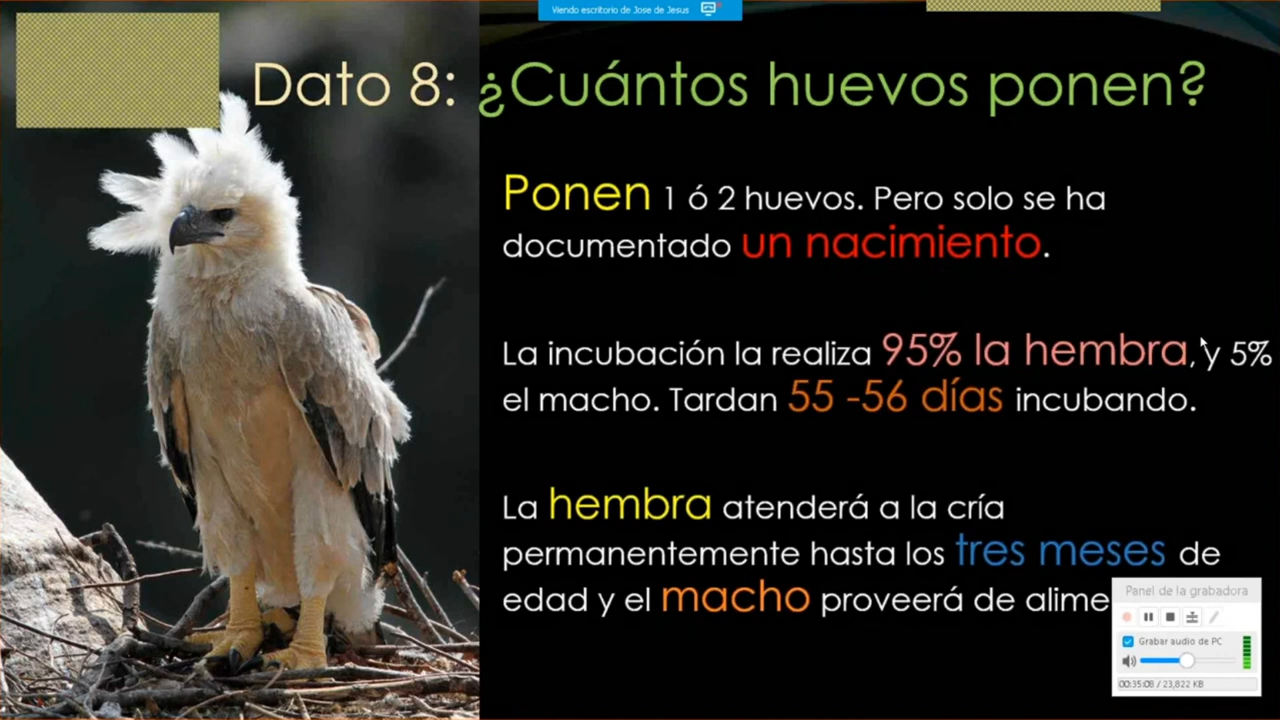 Viendo escritorio de Jose de Jesus
Dato 8: ¿Cuántos huevos ponen?
Ponen 1 ó 2 huevos. Pero solo se ha
documentado un nacimiento.
La incubación la realiza 95% la hembra, y 5%
el macho. Tardan 55 -56 días incubando.
La hembra atenderá a la cría
permanentemente hasta los tres meses de
edad y el macho proveerá de alime
Panel de la grabadora
Grabar audio de PC
00:35:08 / 23,822 KB